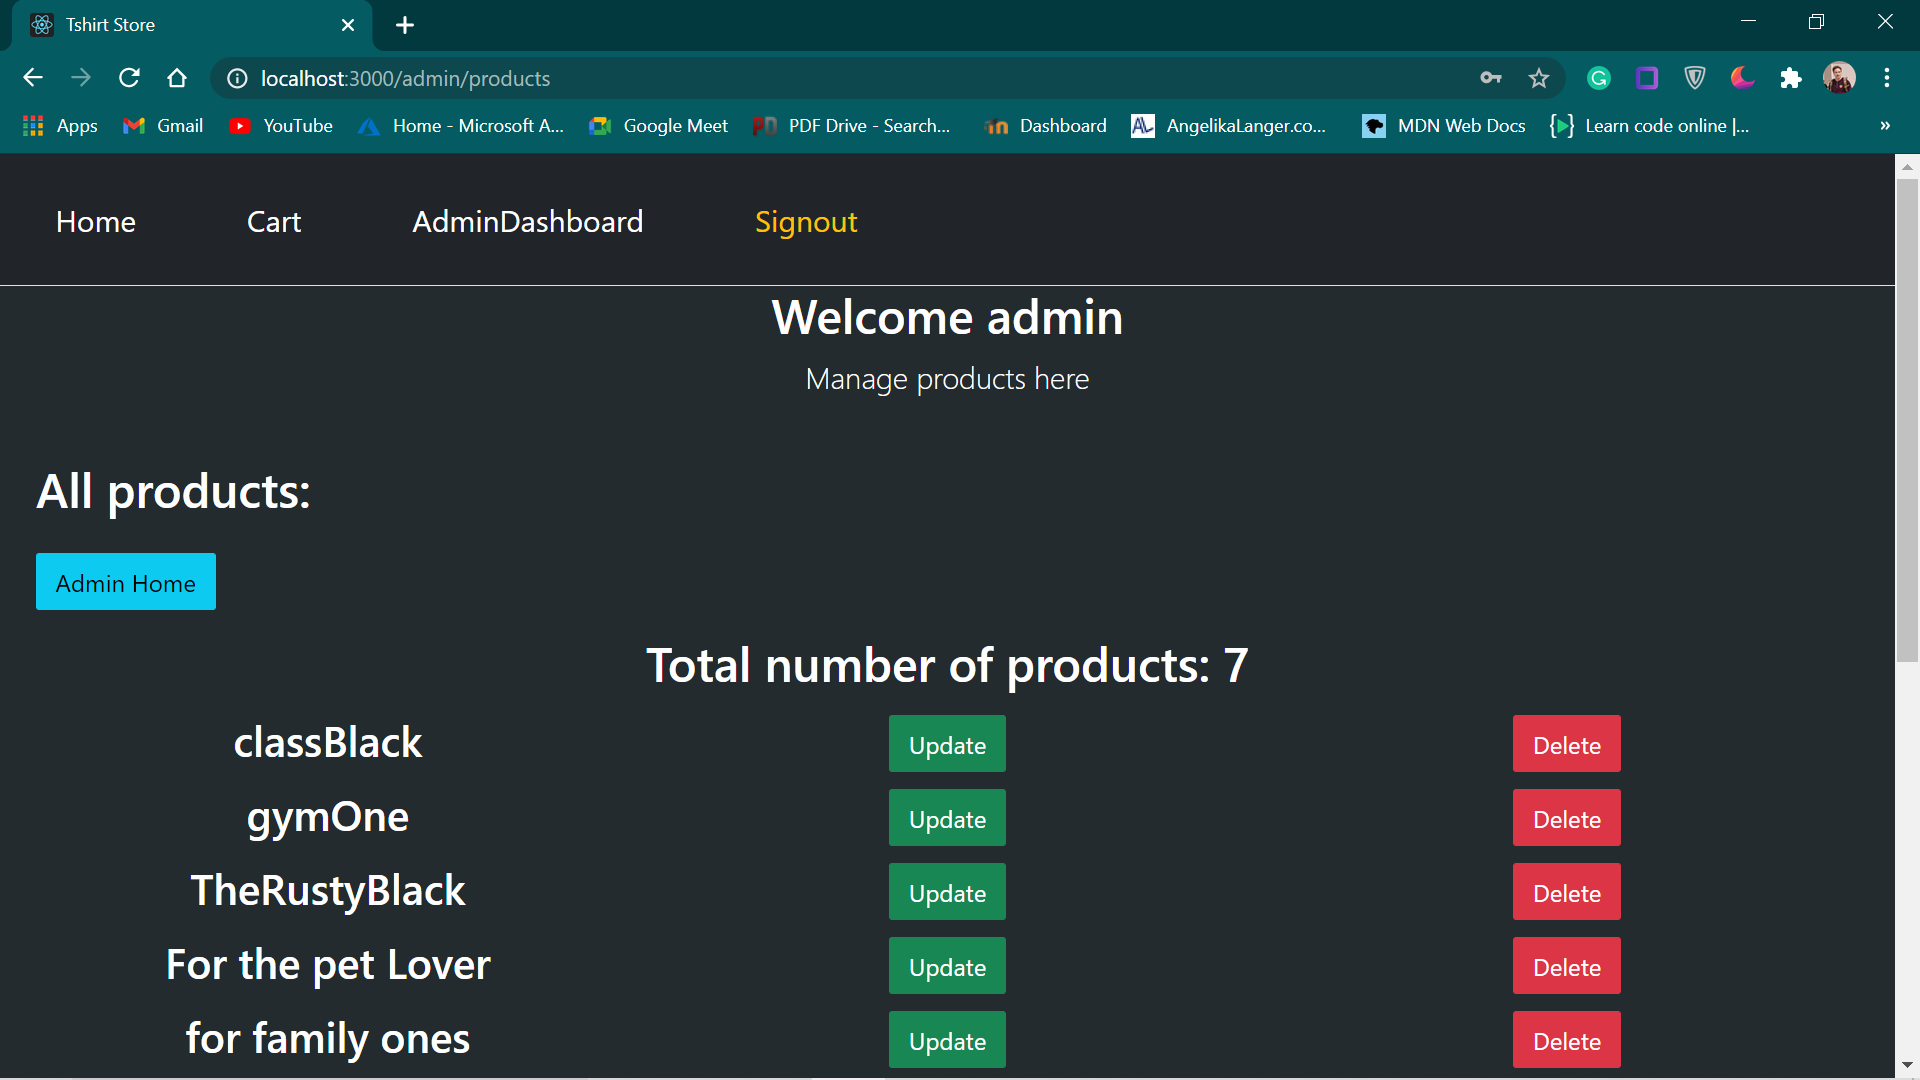 Tshirt Store
localhost:3000/admin/products
Apps Gmail YouTube Home - Microsoft A... Google Meet PDF Drive - Search... Dashboard AngelikaLanger.co... MDN Web Docs Learn code online |... »
Home Cart AdminDashboard Signout
Welcome admin
Manage products here
All products:
Admin Home
Total number of products: 7
classBlack Update Delete
gymOne Update Delete
TheRustyBlack Update Delete
For the pet Lover Update Delete
for family ones Update Delete